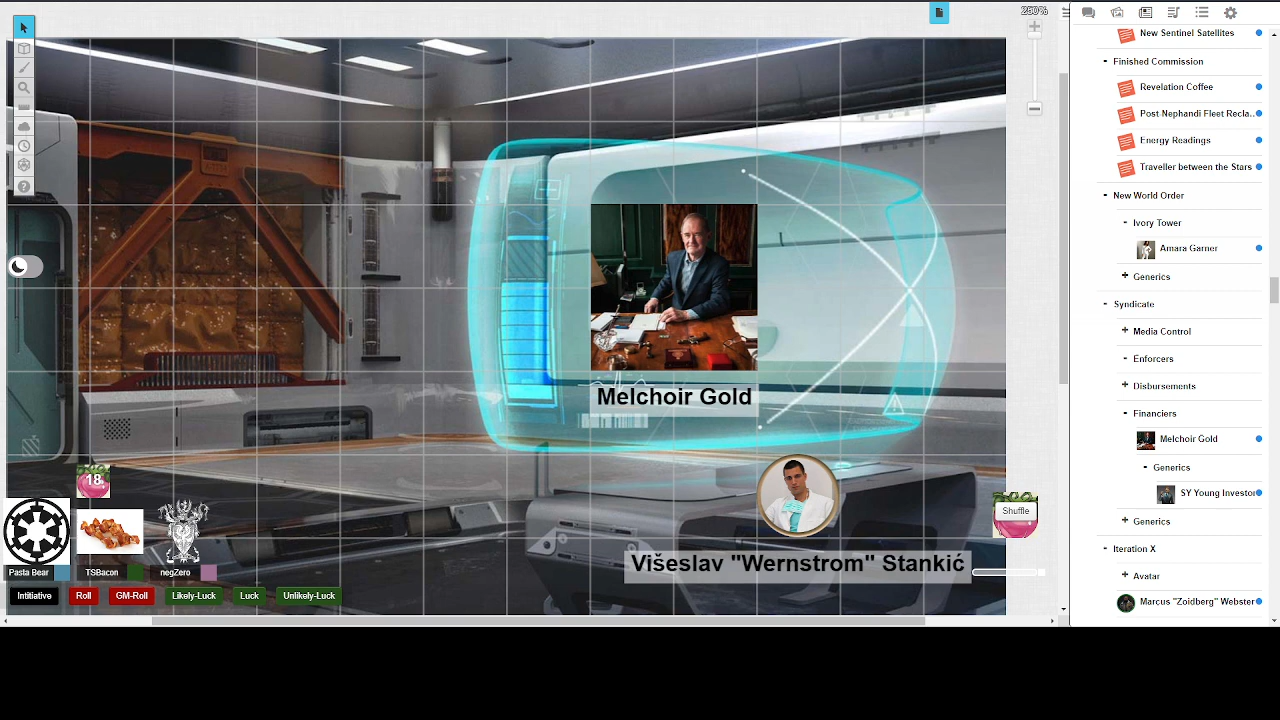 250%
New Sentinel Satellites
Finished Commission
Revelation Coffee
Post Nephandi Fleet Recla..
Energy Readings
Traveller between the Stars
New World Order
Ivory Tower
Amara Garner
Generics
Syndicate
Media Control
Enforcers
Disbursements
Financiers
Melchoir Gold
Generics
SY Young Investor
Generics
Iteration X
Avatar
Marcus "Zoidberg" Webster
Melchoir Gold
Višeslav "Wernstrom" Stankić
18
Shuffle
Pasta Bear
TSBacon
negZero
Intitiative
Roll
GM-Roll
Likely-Luck
Luck
Unlikely-Luck